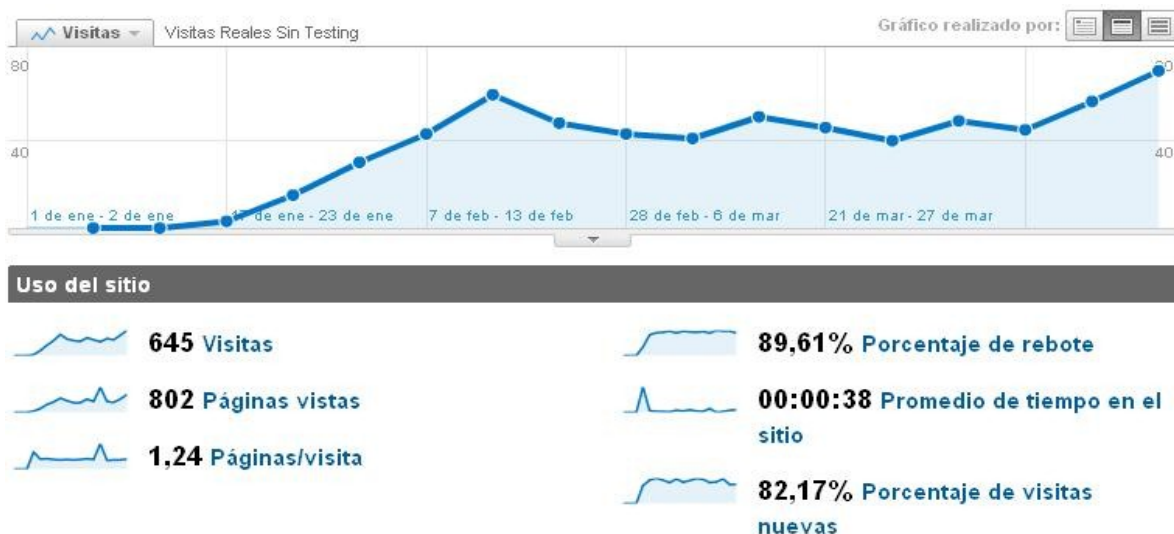 Visitas
Visitas Reales Sin Testing
Gráfico realizado por:
80
80
40
40
1 de ene - 2 de ene
17 de ene - 23 de ene
7 de feb - 13 de feb
28 de feb - 6 de mar
21 de mar - 27 de mar
Uso del sitio
645 Visitas
802 Páginas vistas
1,24 Páginas/visita
89,61% Porcentaje de rebote
00:00:38 Promedio de tiempo en el
sitio
82,17% Porcentaje de visitas
nuevas